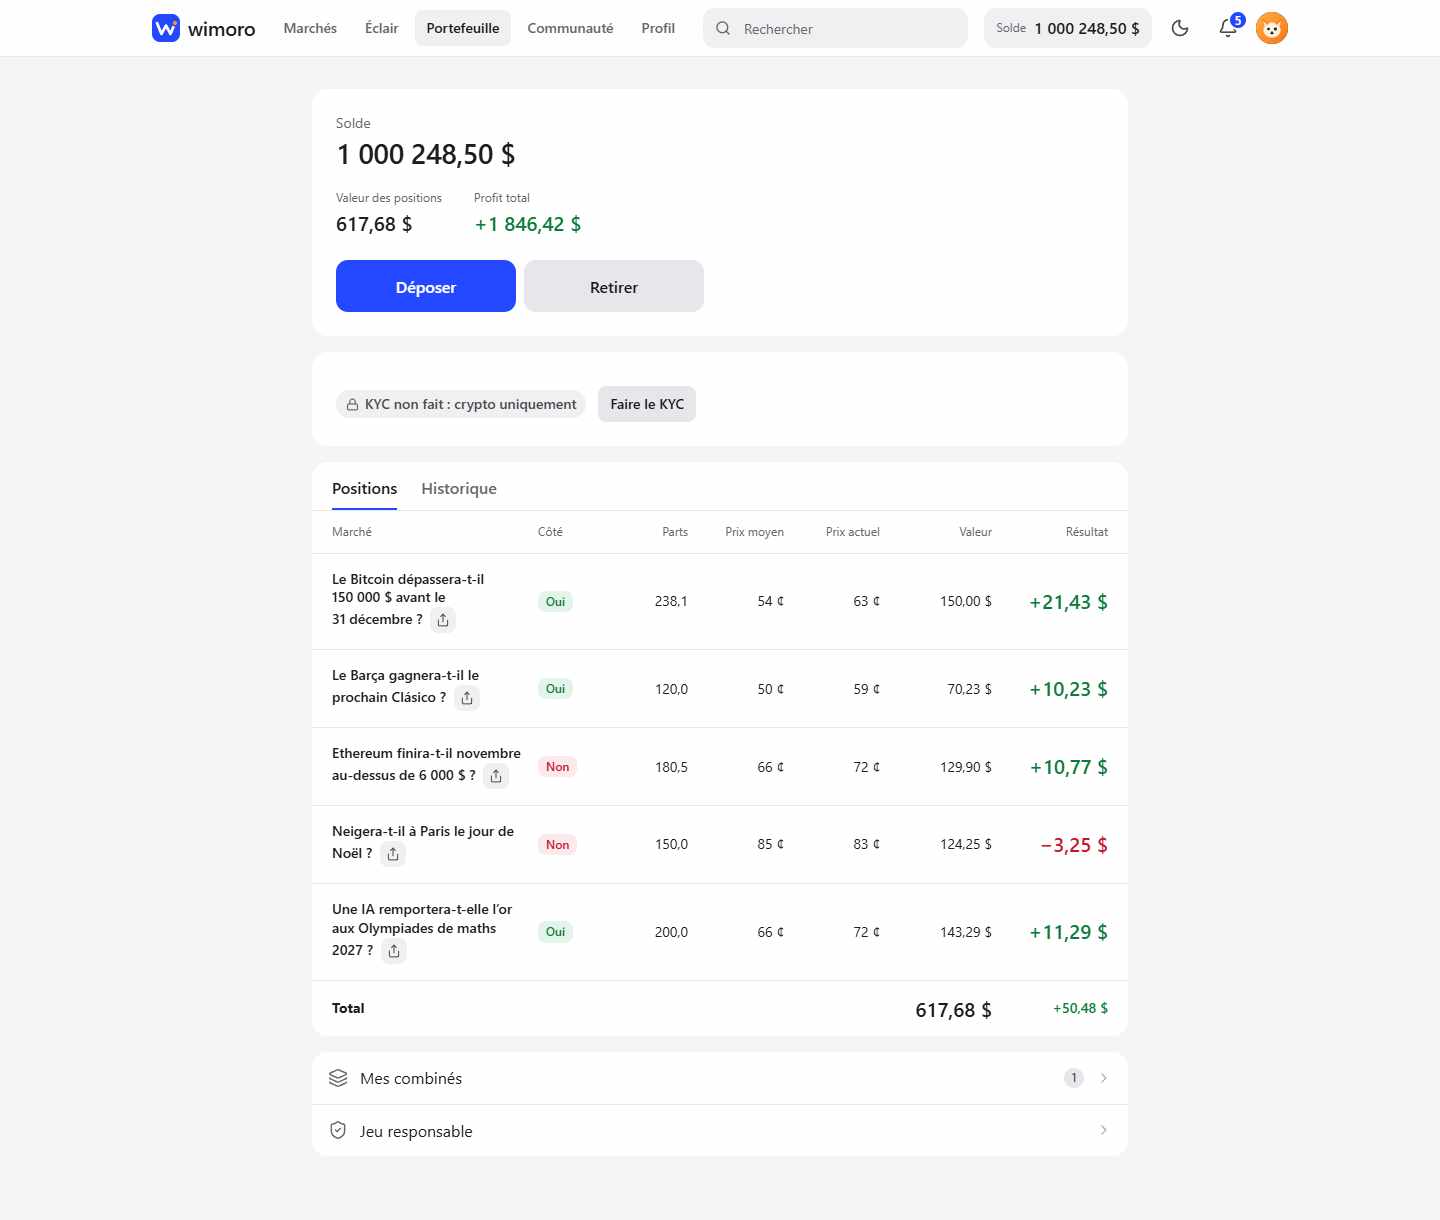 wimoro Marchés Éclair Portefeuille Communauté Profil Rechercher Solde 1 000 248,50 $ 5
Solde
1 000 248,50 $
Valeur des positions Profit total
617,68 $ +1 846,42 $
Déposer Retirer
KYC non fait : crypto uniquement Faire le KYC
Positions Historique
Marché Côté Parts Prix moyen Prix actuel Valeur Résultat
Le Bitcoin dépassera-t-il
150 000 $ avant le
31 décembre ?
Oui 238,1 54 ¢ 63 ¢ 150,00 $ +21,43 $
Le Barça gagnera-t-il le
prochain Clásico ?
Oui 120,0 50 ¢ 59 ¢ 70,23 $ +10,23 $
Ethereum finira-t-il novembre
au-dessus de 6 000 $ ?
Non 180,5 66 ¢ 72 ¢ 129,90 $ +10,77 $
Neigera-t-il à Paris le jour de
Noël ?
Non 150,0 85 ¢ 83 ¢ 124,25 $ −3,25 $
Une IA remportera-t-elle l’or
aux Olympiades de maths
2027 ?
Oui 200,0 66 ¢ 72 ¢ 143,29 $ +11,29 $
Total 617,68 $ +50,48 $
Mes combinés 1
Jeu responsable